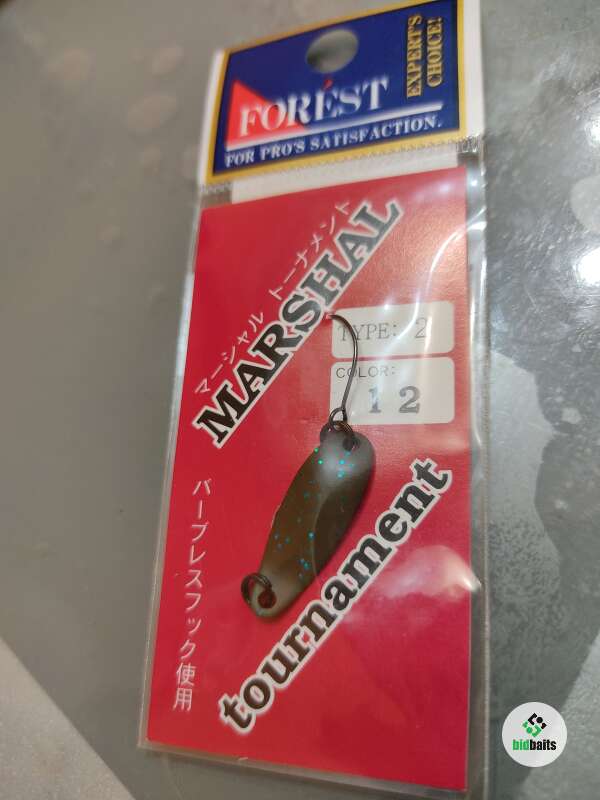 FORÉST
EXPERT'S
CHOICE!
FOR PRO'S SATISFACTION.
マーシャル トーナメント
MARSHAL
TYPE: 2
COLOR:
12
tournament
バーブレスフック使用
bidbaits